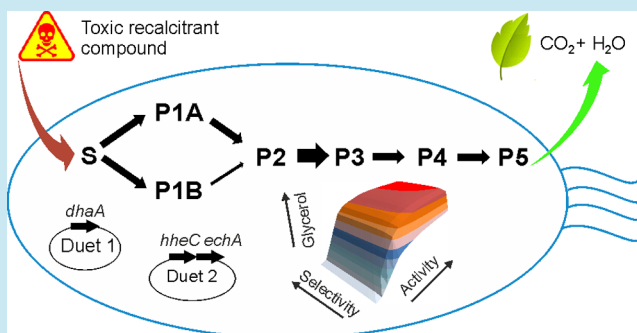 Toxic recalcitrant
compound
CO2 + H2O
P1A
S
P2 P3 P4 P5
P1B
dhaA
Duet 1
hheC echA
Duet 2
Glycerol
Selectivity
Activity